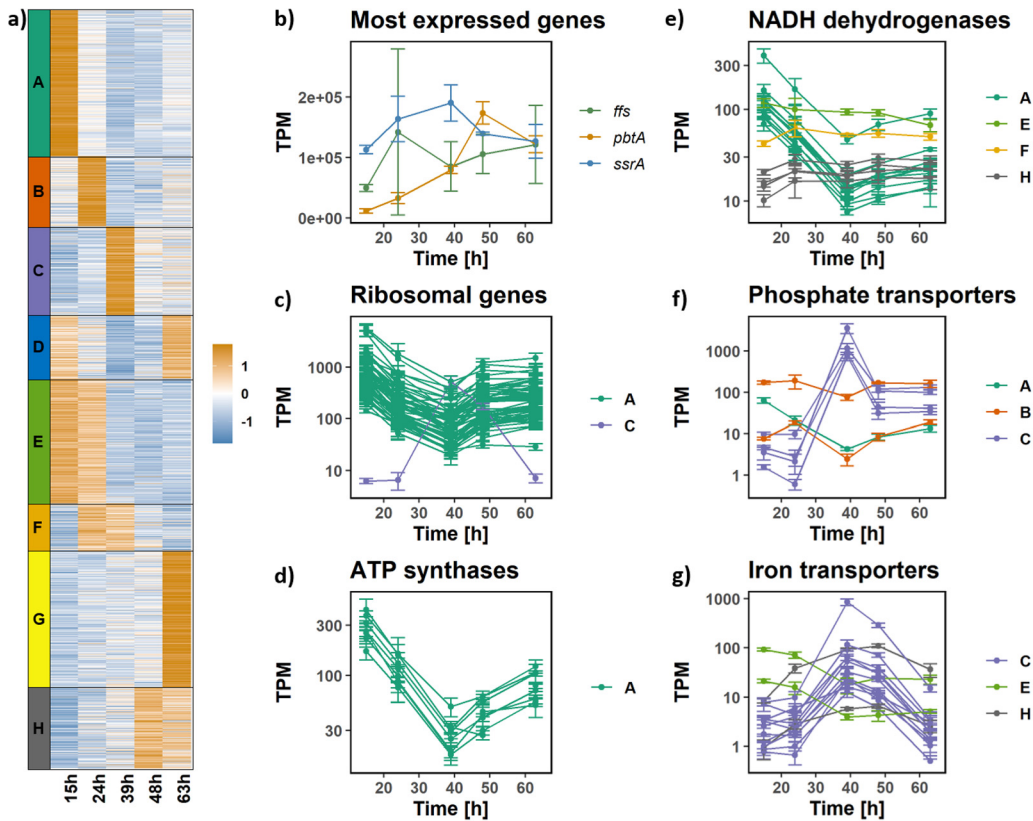 a)
A
B
C
D
E
F
G
H
15h 24h 39h 48h 63h
1
0
-1
b) Most expressed genes
TPM
2e+05
1e+05
0e+00
20 30 40 50 60
Time [h]
ffs
pbtA
ssrA
c) Ribosomal genes
TPM
1000
300
100
10
20 30 40 50 60
Time [h]
A
C
d) ATP synthases
TPM
300
100
30
20 30 40 50 60
Time [h]
A
e) NADH dehydrogenases
TPM
300
100
30
10
20 30 40 50 60
Time [h]
A
E
F
H
f) Phosphate transporters
TPM
1000
100
10
1
20 30 40 50 60
Time [h]
A
B
C
g) Iron transporters
TPM
1000
100
10
1
20 30 40 50 60
Time [h]
C
E
H